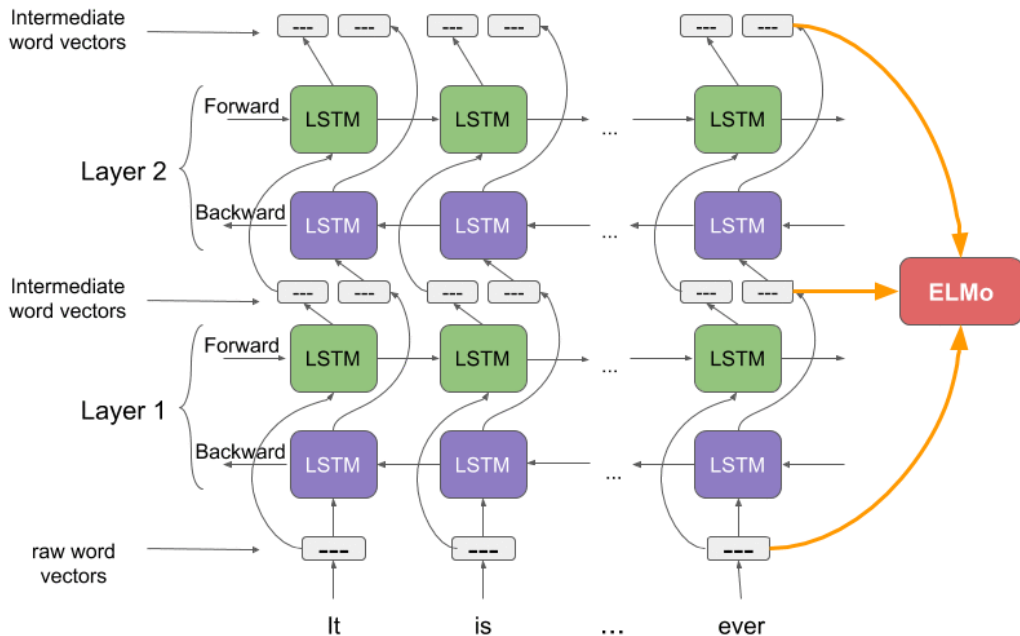 Intermediate
word vectors
--- --- --- --- --- ---
Forward
LSTM LSTM ... LSTM
Layer 2
Backward
LSTM LSTM ... LSTM
Intermediate
word vectors
--- --- --- --- --- ---
ELMo
Forward
LSTM LSTM ... LSTM
Layer 1
Backward
LSTM LSTM ... LSTM
raw word
vectors
--- --- ---
It is ... ever